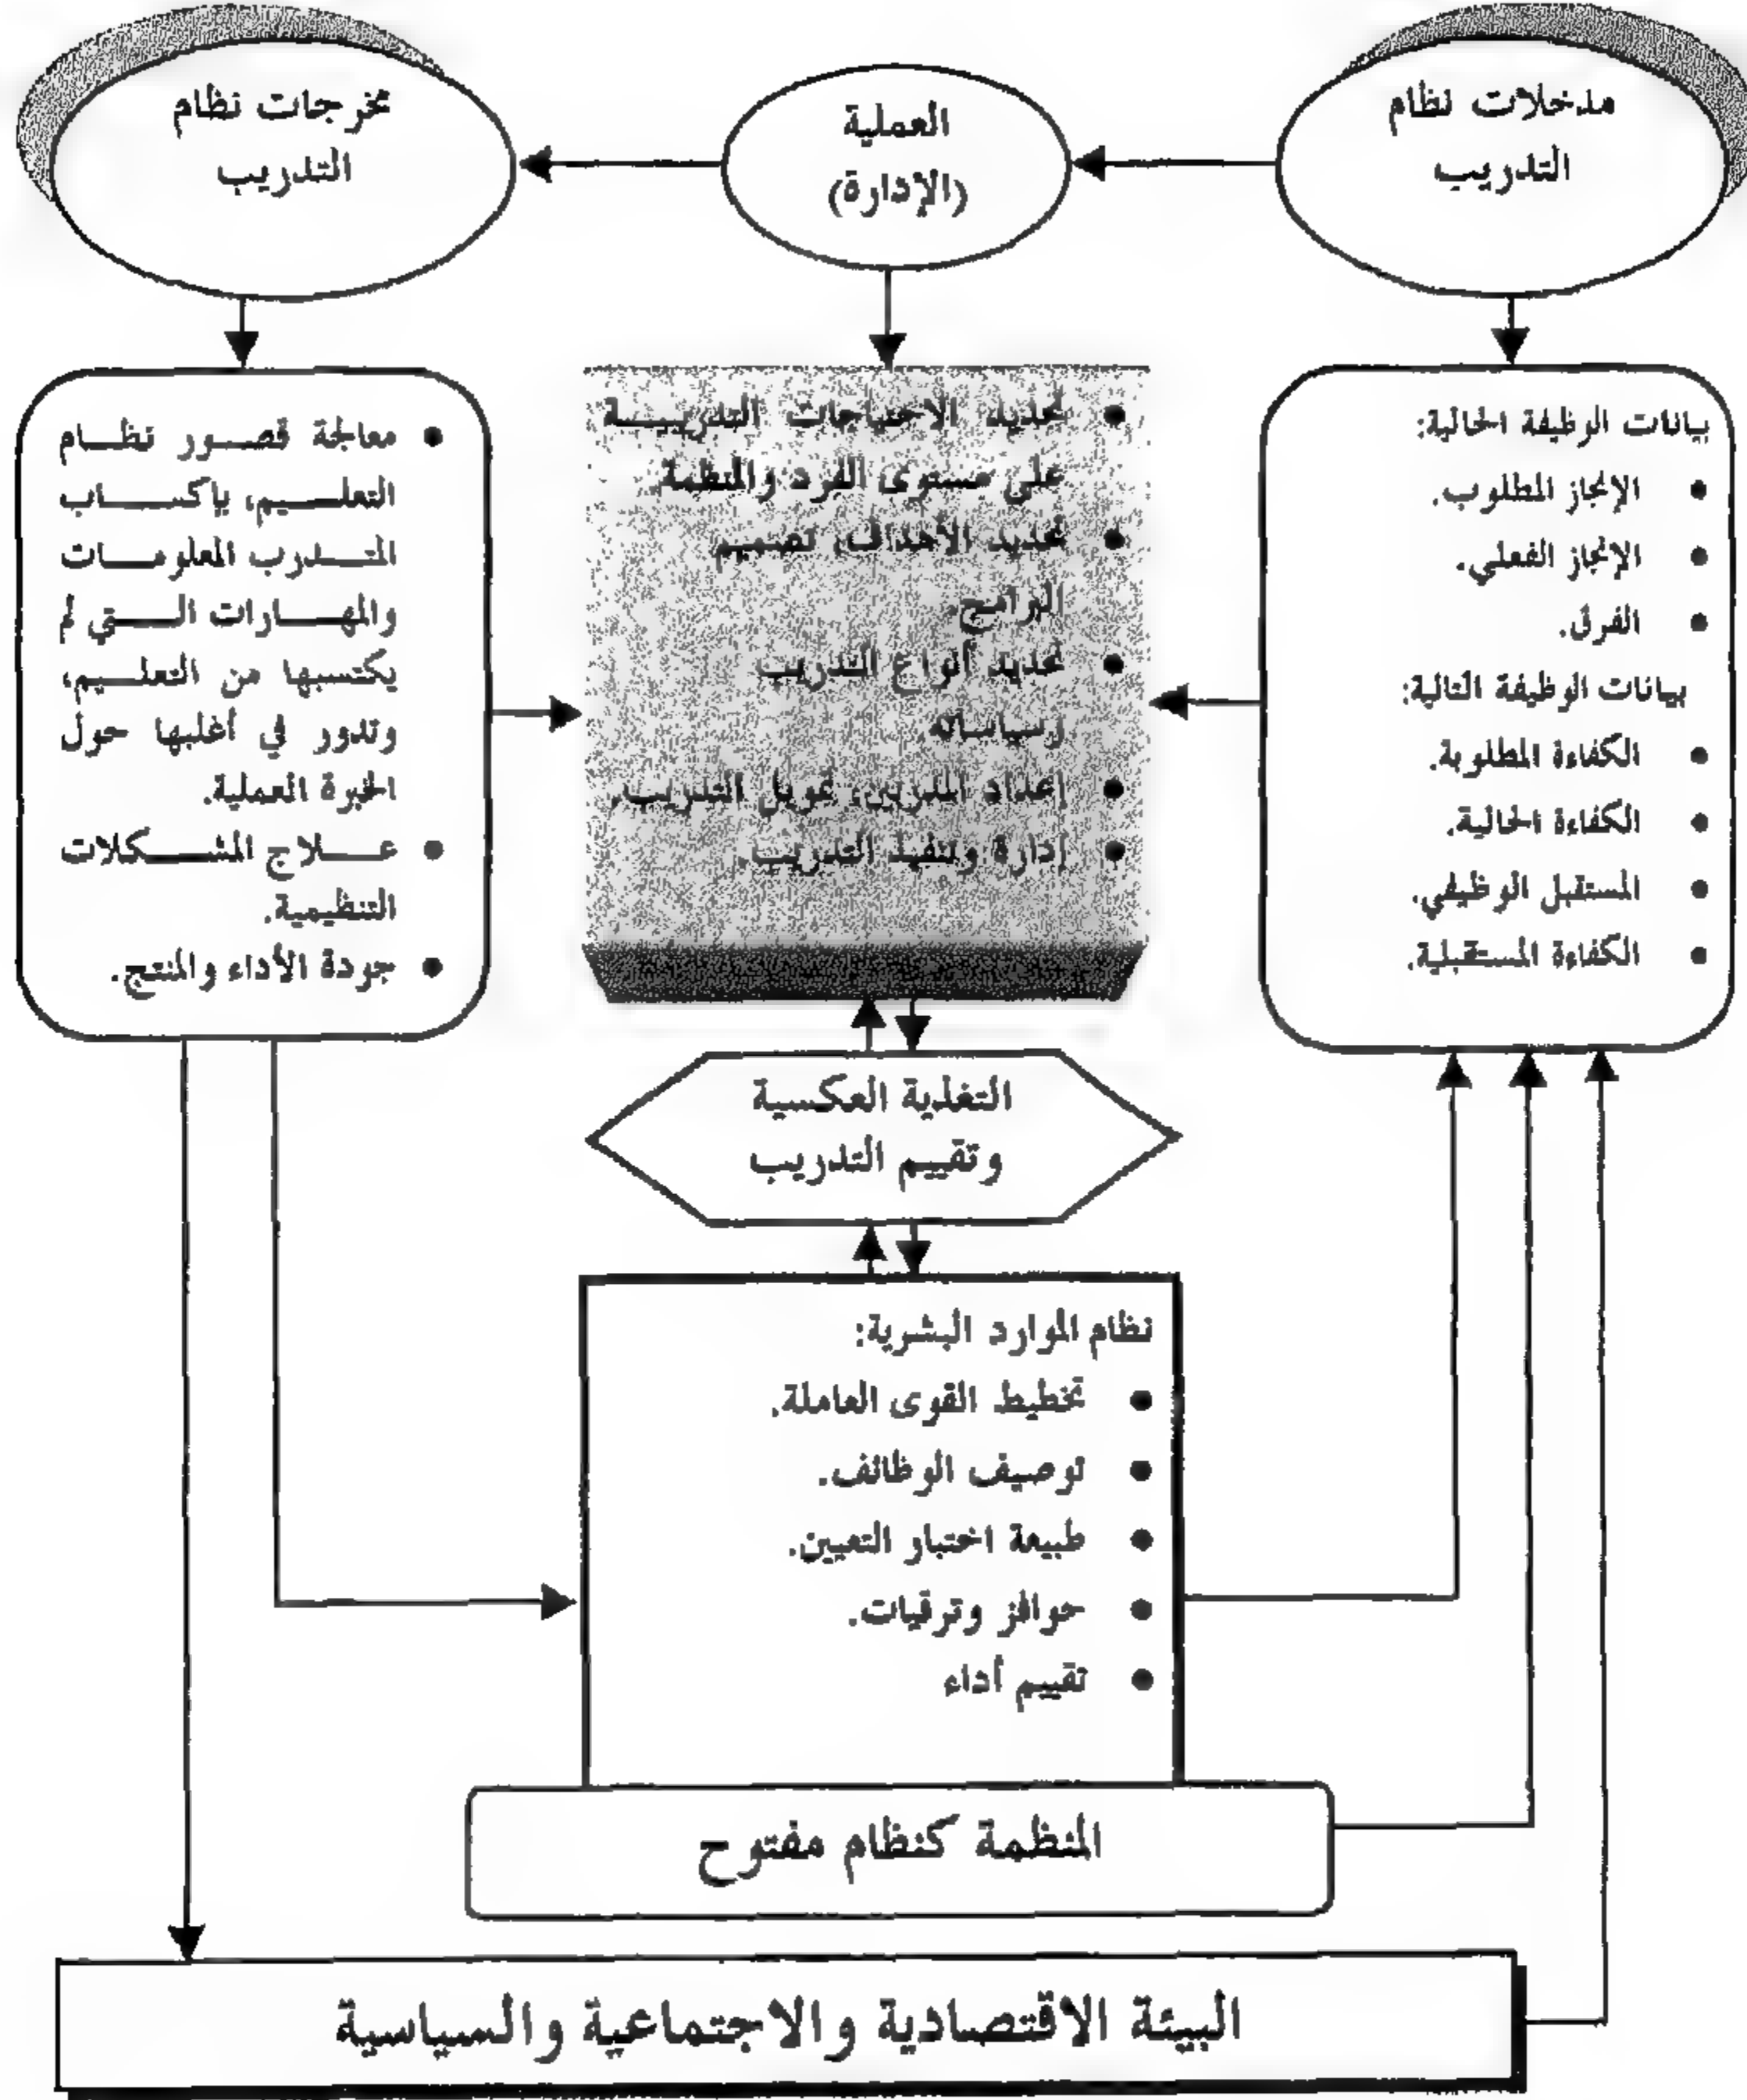 مدخلات نظام
التدريب
العملية
(الإدارة)
مخرجات نظام
التدريب
بيانات الوظيفة الحالية:
• الإنجاز المطلوب.
• الإنجاز الفعلي.
• الفرق.
بيانات الوظيفة التالية:
• الكفاءة المطلوبة.
• الكفاءة الحالية.
• المستقبل الوظيفي.
• الكفاءة المستقبلية.
• تحديد الاحتياجات التدريبية
على مستوى الفرد والمنظمة.
• تحديد الأهداف، تصميم
البرامج.
• تحديد أنواع التدريب
وسياساته.
• إعداد المدربين، تمويل التدريب.
• إدارة وتنفيذ التدريب.
• معالجة قصور نظام
التعليم، بإكساب
المتدرب المعلومات
والمهارات التي لم
يكتسبها من التعليم،
وتدور في أغلبها حول
الخبرة العملية.
• علاج المشكلات
التنظيمية.
• جودة الأداء والمنتج.
التغذية العكسية
وتقييم التدريب
نظام الموارد البشرية:
• تخطيط القوى العاملة.
• توصيف الوظائف.
• طبيعة اختبار التعيين.
• حوافز وترقيات.
• تقييم أداء
المنظمة كنظام مفتوح
البيئة الاقتصادية والاجتماعية والسياسية